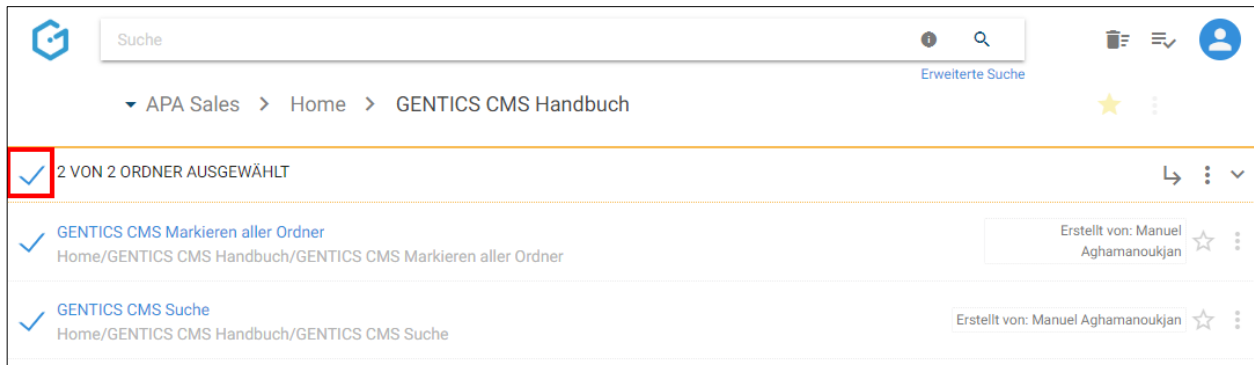 Suche
Erweiterte Suche
APA Sales > Home > GENTICS CMS Handbuch
2 VON 2 ORDNER AUSGEWÄHLT
GENTICS CMS Markieren aller Ordner
Home/GENTICS CMS Handbuch/GENTICS CMS Markieren aller Ordner
Erstellt von: Manuel
Aghamanoukjan
GENTICS CMS Suche
Home/GENTICS CMS Handbuch/GENTICS CMS Suche
Erstellt von: Manuel Aghamanoukjan